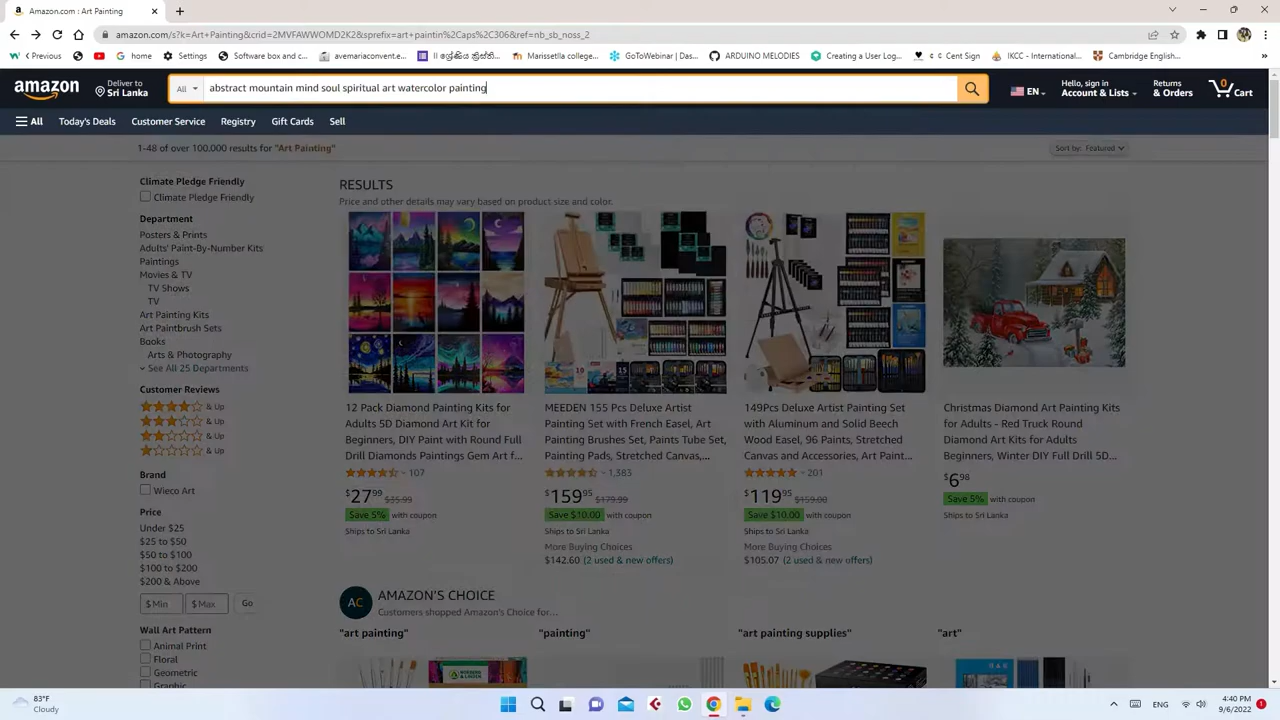 Amazon.com : Art Painting
amazon.com/s?k=Art+Painting&crid=2MVFAWWOMD2K2&sprefix=art+paintin%2Caps%2C306&ref=nb_sb_noss_2
« Previous
Settings
Software box and c...
avemariaconvent.e...
Marissetlla college...
GoToWebinar | Das...
ARDUINO MEMORIES
Creating a User Log...
¢¢ Cent Sign
IKCC - International...
Cambridge English...
amazon
Deliver to
Sri Lanka
All
abstract mountain mind soul spiritual art watercolor painting
EN
Hello, sign in
Account & Lists
Returns
& Orders
0
Cart
All
Today's Deals
Customer Service
Registry
Gift Cards
Sell
1-48 of over 100,000 results for "Art Painting"
Sort by: Featured
Climate Pledge Friendly
Climate Pledge Friendly
Department
Posters & Prints
Adults' Paint-By-Number Kits
Paintings
Movies & TV
TV Shows
TV
Art Painting Kits
Art Paintbrush Sets
Books
Arts & Photography
See All 25 Departments
Customer Reviews
& Up
& Up
& Up
& Up
Brand
Wieco Art
Price
Under $25
$25 to $50
$50 to $100
$100 to $200
$200 & Above
$ Min
$ Max
Go
Wall Art Pattern
Animal Print
Floral
Geometric
Graphic
RESULTS
Price and other details may vary based on product size and color.
12 Pack Diamond Painting Kits for
Adults 5D Diamond Art Kit for
Beginners, DIY Paint with Round Full
Drill Diamonds Paintings Gem Art f...
107
$27.99 $35.99
Save 5% with coupon
Ships to Sri Lanka
MEEDEN 155 Pcs Deluxe Artist
Painting Set with French Easel, Art
Painting Brushes Set, Paints Tube Set,
Painting Pads, Stretched Canvas,...
1,383
$159.95 $179.99
Save $10.00 with coupon
Ships to Sri Lanka
More Buying Choices
$142.60 (2 used & new offers)
149Pcs Deluxe Artist Painting Set
with Aluminum and Solid Beech
Wood Easel, 96 Paints, Stretched
Canvas and Accessories, Art Paint...
201
$119.95 $159.00
Save $10.00 with coupon
Ships to Sri Lanka
More Buying Choices
$105.07 (2 used & new offers)
Christmas Diamond Art Painting Kits
for Adults - Red Truck Round
Diamond Art Kits for Adults
Beginners, Winter DIY Full Drill 5D...
$6.98
Save 5% with coupon
Ships to Sri Lanka
AC
AMAZON'S CHOICE
Customers shopped Amazon's Choice for...
"art painting"
"painting"
"art painting supplies"
"art"
83°F
Cloudy
ENG
4:40 PM
9/6/2022
1